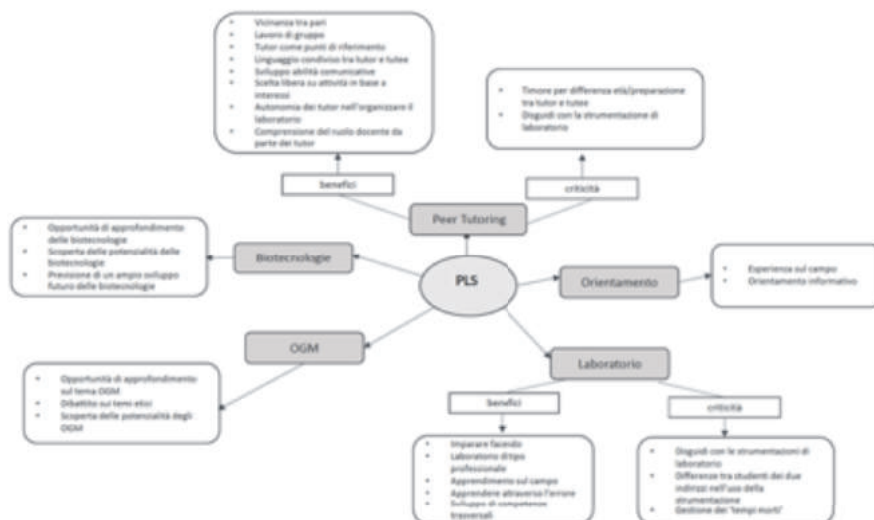 Vicinanza tra pari
Lavoro di gruppo
Tutor come punti di riferimento
Linguaggio condiviso tra tutor e tutee
Sviluppo abilità comunicative
Scelta libera su attività in base a
interessi
Autonomia dei tutor nell'organizzare il
laboratorio
Comprensione del ruolo docente da
parte dei tutor
Timore per differenza età/preparazione
tra tutor e tutee
Disguidi con la strumentazione di
laboratorio
benefici
criticità
Peer Tutoring
Opportunità di approfondimento
delle biotecnologie
Scoperta delle potenzialità delle
biotecnologie
Previsione di un ampio sviluppo
futuro delle biotecnologie
Biotecnologie
PLS
Orientamento
Esperienza sul campo
Orientamento informativo
OGM
Laboratorio
Opportunità di approfondimento
sul tema OGM
Dibattito sui temi etici
Scoperta delle potenzialità degli
OGM
benefici
criticità
Imparare facendo
Laboratorio di tipo
professionale
Apprendimento sul campo
Apprendere attraverso l'errore
Sviluppo di competenze
trasversali
Disguidi con le strumentazioni di
laboratorio
Differenze tra studenti dei due
indirizzi nell'uso della
strumentazione
Gestione dei 'tempi morti'